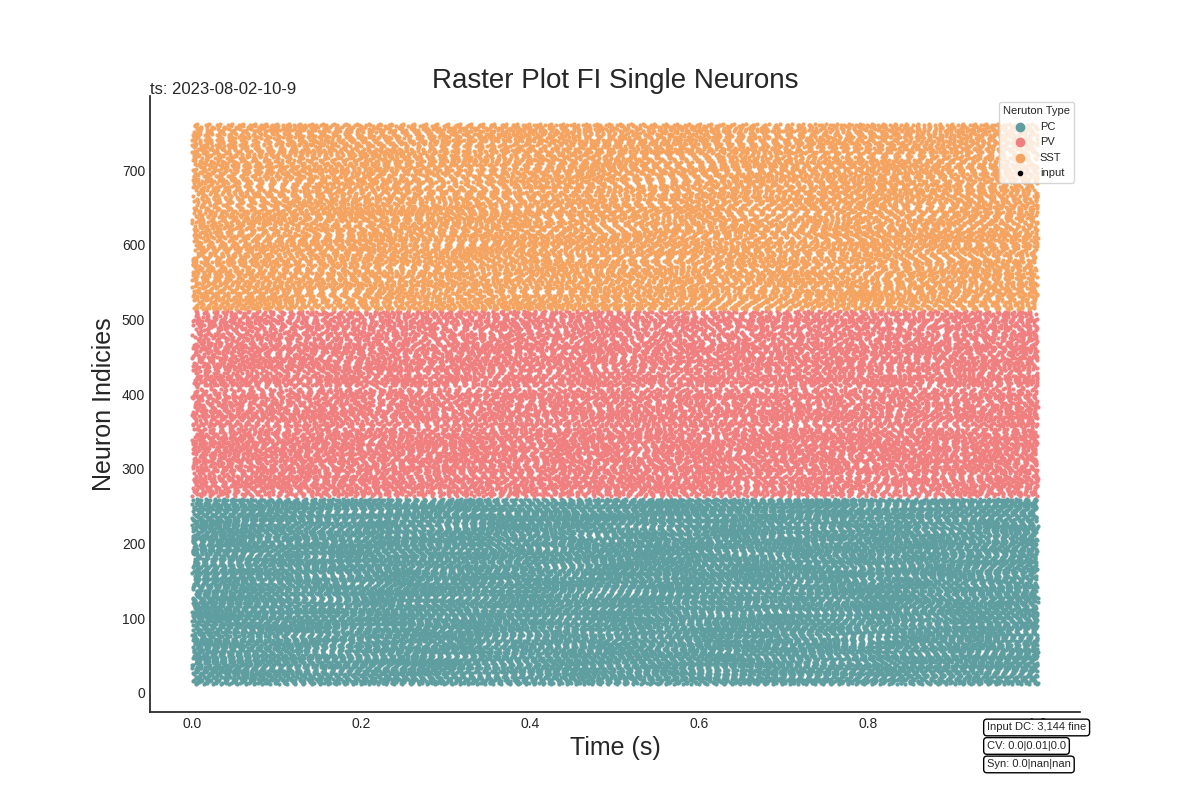 Raster Plot FI Single Neurons
ts: 2023-08-02-10-9
Neruton Type
PC
PV
SST
input
Neuron Indicies
700
600
500
400
300
200
100
0
0.0
0.2
0.4
0.6
0.8
Time (s)
Input DC: 3,144 fine
CV: 0.0|0.01|0.0
Syn: 0.0|nan|nan